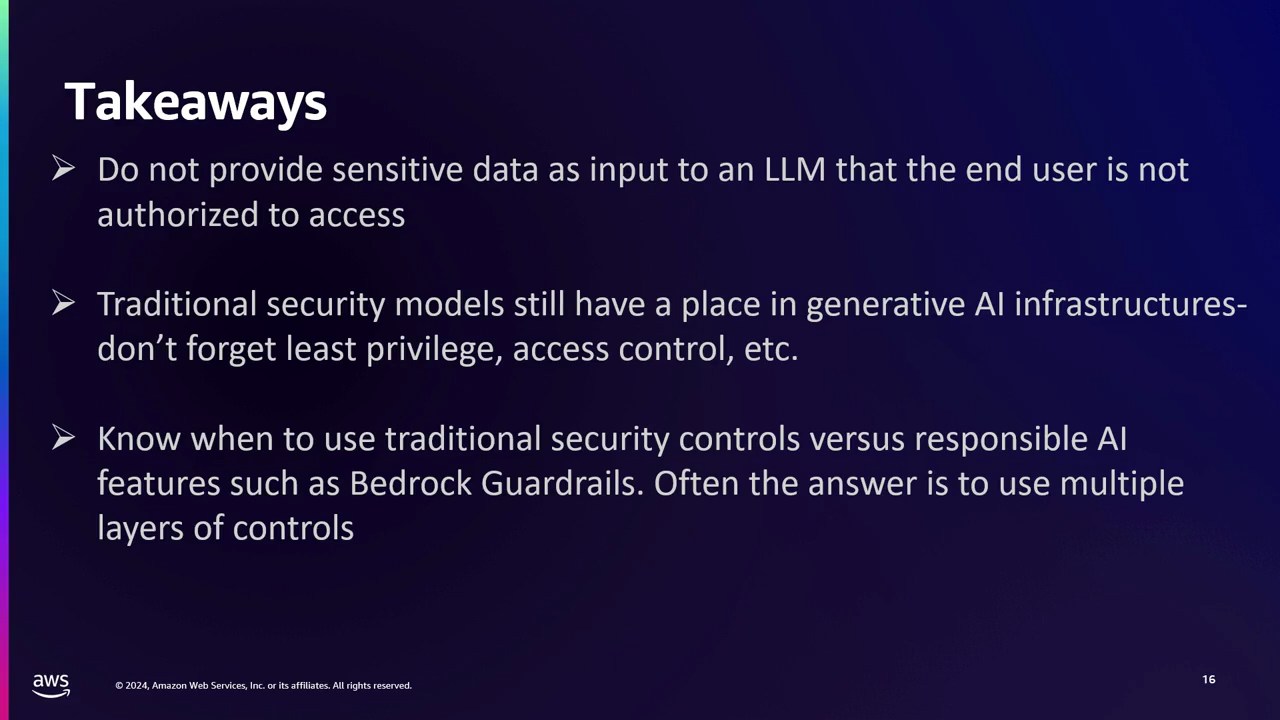 Takeaways
➢ Do not provide sensitive data as input to an LLM that the end user is not
authorized to access
➢ Traditional security models still have a place in generative AI infrastructures-
don’t forget least privilege, access control, etc.
➢ Know when to use traditional security controls versus responsible AI
features such as Bedrock Guardrails. Often the answer is to use multiple
layers of controls
aws
© 2024, Amazon Web Services, Inc. or its affiliates. All rights reserved.
16